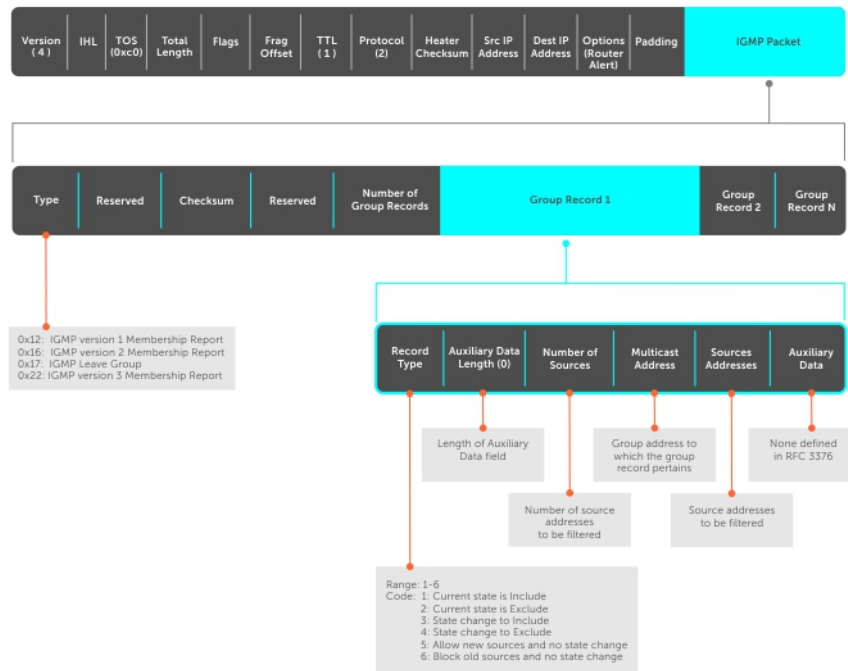 Version
(4)
IHL
TOS
(0xc0)
Total
Length
Flags
Frag
Offset
TTL
(1)
Protocol
(2)
Heater
Checksum
Src IP
Address
Dest IP
Address
Options
(Router
Alert)
Padding
IGMP Packet
Type
Reserved
Checksum
Reserved
Number of
Group Records
Group Record 1
Group
Record 2
Group
Record N
0x12: IGMP version 1 Membership Report
0x16: IGMP version 2 Membership Report
0x17: IGMP Leave Group
0x22: IGMP version 3 Membership Report
Record
Type
Auxiliary Data
Length (0)
Number of
Sources
Multicast
Address
Sources
Addresses
Auxiliary
Data
Length of Auxiliary
Data field
Group address to
which the group
record pertains
None defined
in RFC 3376
Number of source
addresses
to be filtered
Source addresses
to be filtered
Range: 1-6
Code: 1: Current state is Include
2: Current state is Exclude
3: State change to Include
4: State change to Exclude
5: Allow new sources and no state change
6: Block old sources and no state change